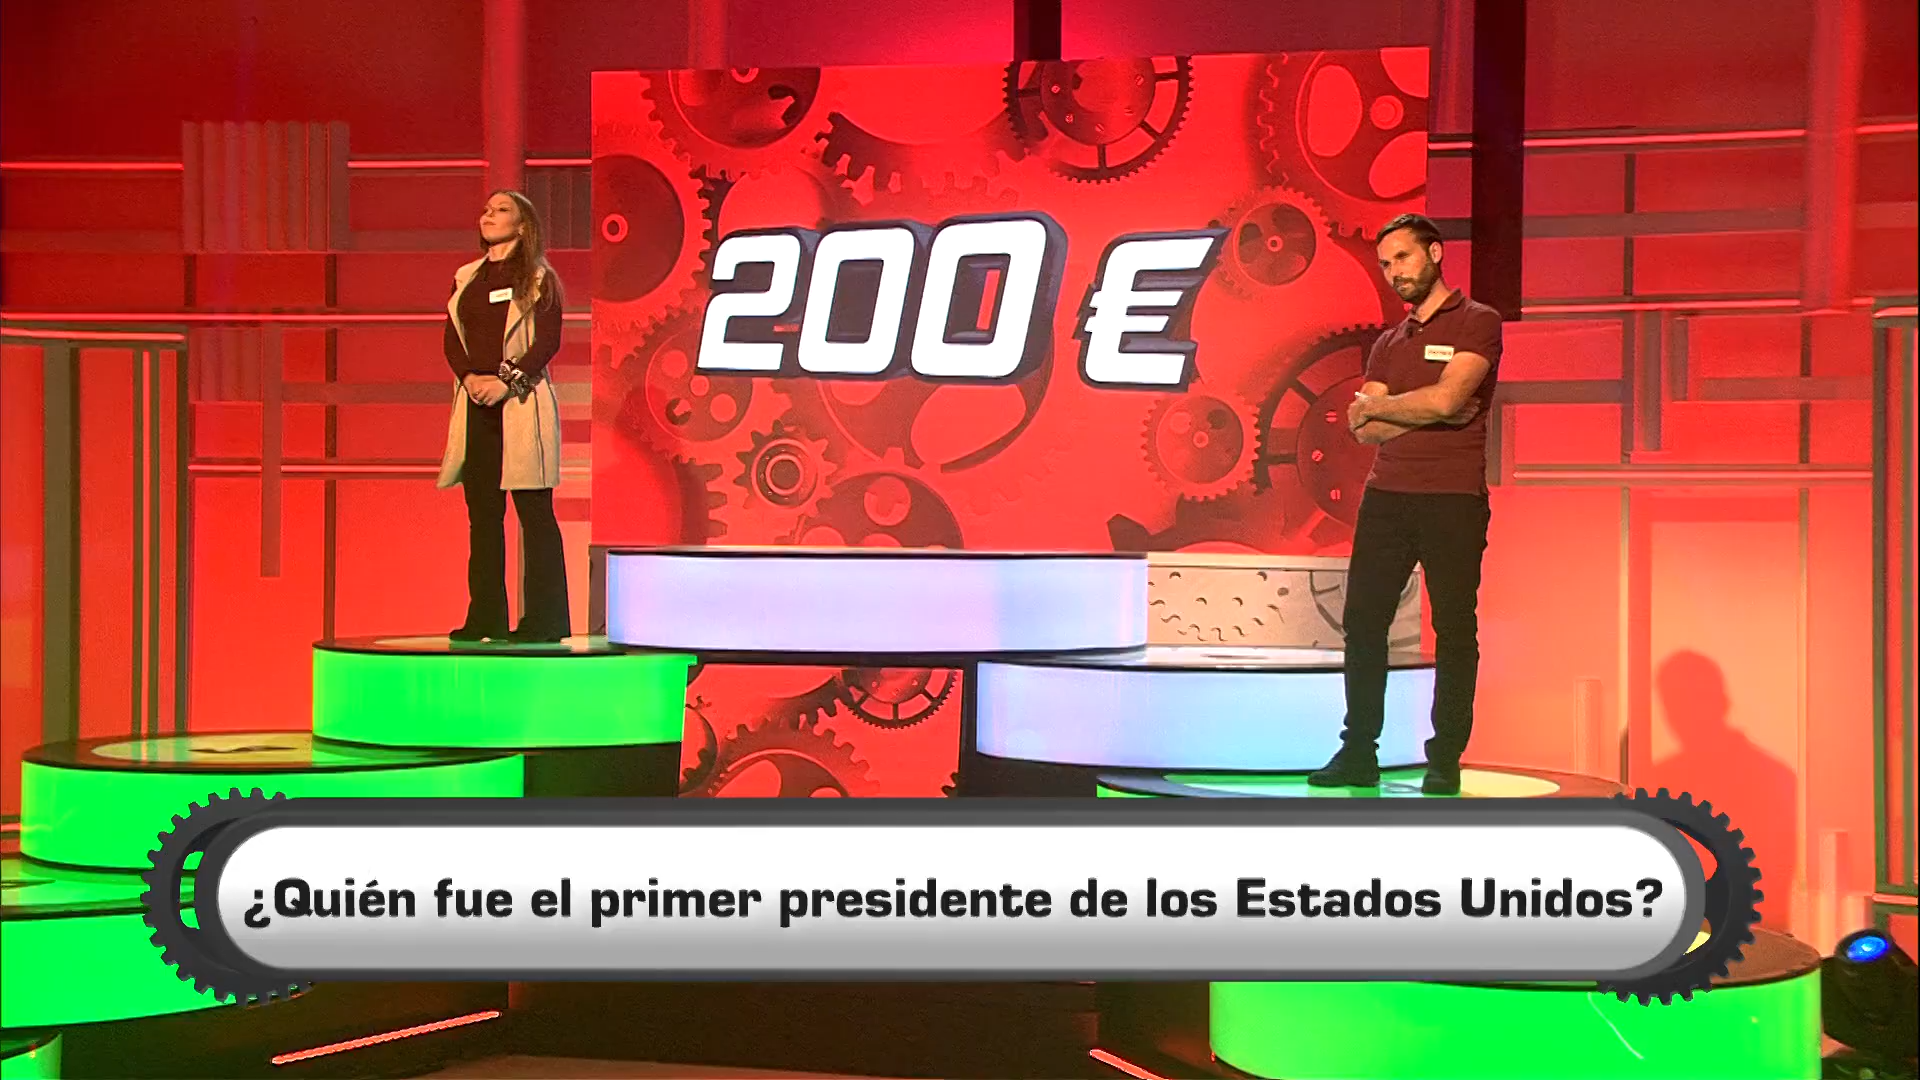 200 €
¿Quién fue el primer presidente de los Estados Unidos?